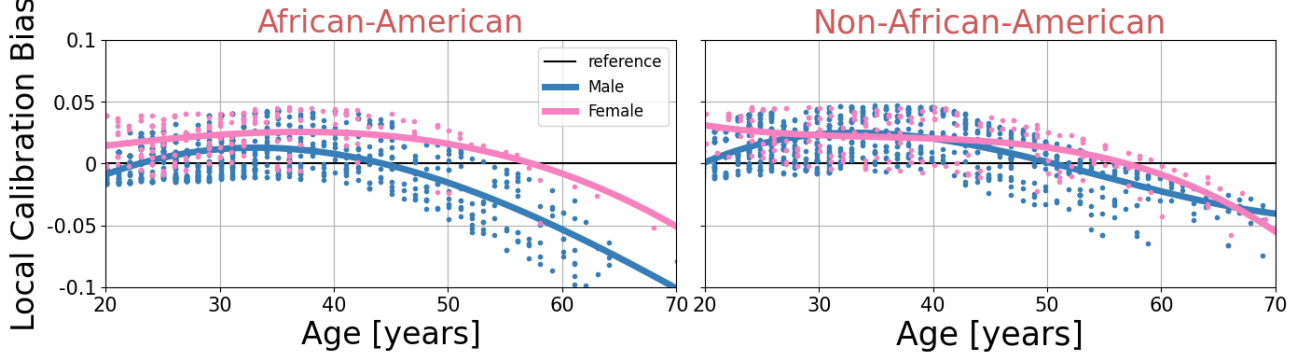 African-American
Non-African-American
Local Calibration Bias
0.1
0.05
0
-0.05
-0.1
reference
Male
Female
20
30
40
50
60
70
20
30
40
50
60
70
Age [years]
Age [years]